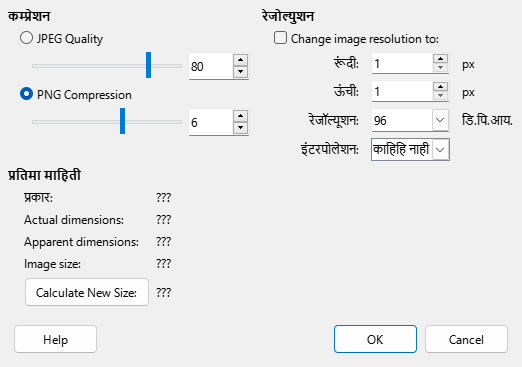 कम्प्रेशन
JPEG Quality
80
PNG Compression
6
रेजोल्युशन
Change image resolution to:
रूंदी: 1 px
ऊंची: 1 px
रेजॉल्यूशन: 96 डि.पि.आय.
इंटरपोलेशन: काहिहि नाही
प्रतिमा माहिती
प्रकार: ???
Actual dimensions: ???
Apparent dimensions: ???
Image size: ???
Calculate New Size: ???
Help OK Cancel